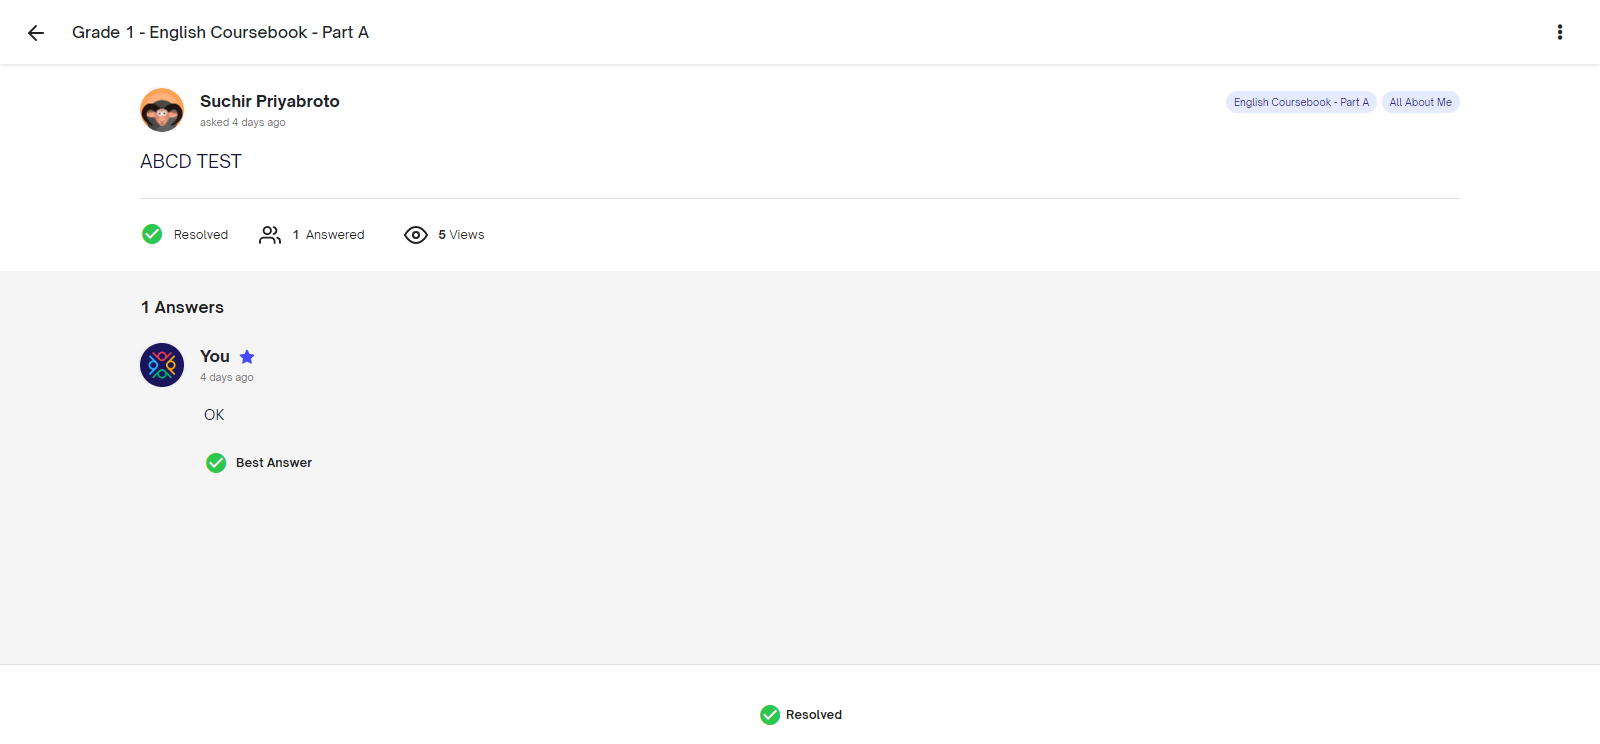 Grade 1 - English Coursebook - Part A
Suchir Priyabroto
asked 4 days ago
English Coursebook - Part A
All About Me
ABCD TEST
Resolved
1 Answered
5 Views
1 Answers
You
4 days ago
OK
Best Answer
Resolved